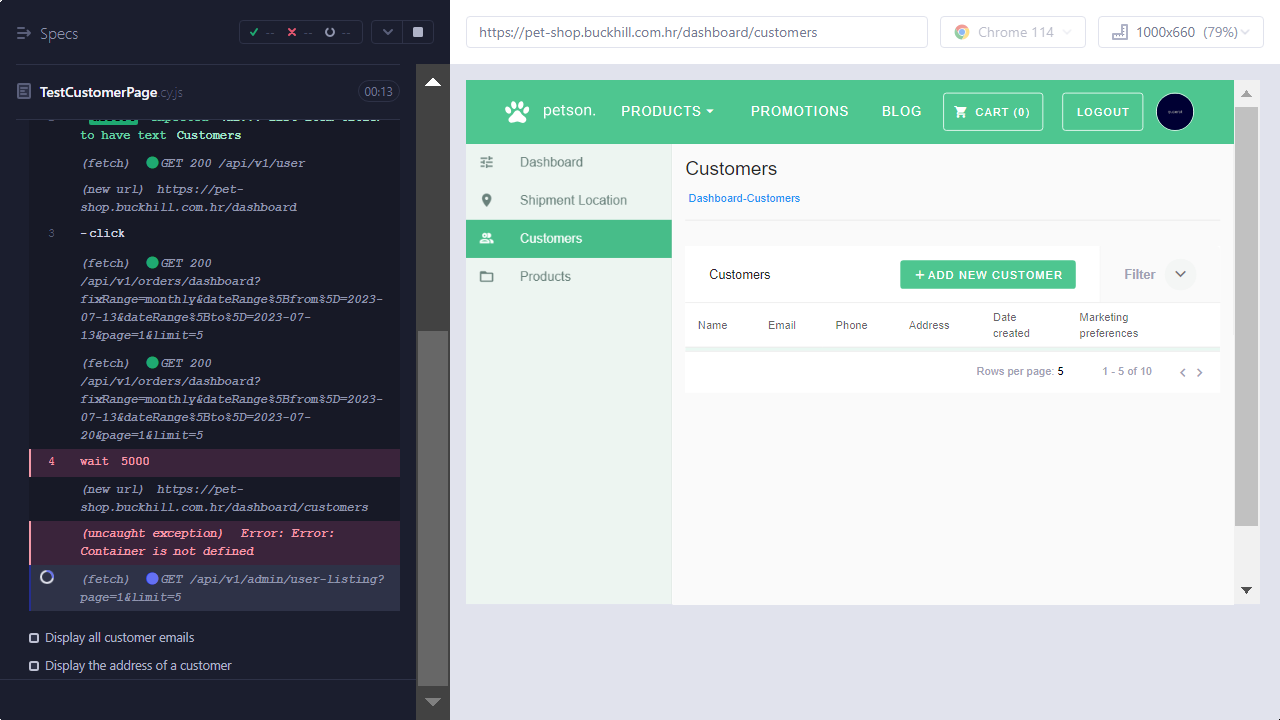 Specs
-- -- --
TestCustomerPage.cy.js
00:13
to have text Customers
(fetch) GET 200 /api/v1/user
(new url) https://pet-
shop.buckhill.com.hr/dashboard
3 -click
(fetch) GET 200
/api/v1/orders/dashboard?
fixRange=monthly&dateRange%5Bfrom%5D=2023-
07-13&dateRange%5Bto%5D=2023-07-
13&page=1&limit=5
(fetch) GET 200
/api/v1/orders/dashboard?
fixRange=monthly&dateRange%5Bfrom%5D=2023-
07-13&dateRange%5Bto%5D=2023-07-
20&page=1&limit=5
4 wait 5000
(new url) https://pet-
shop.buckhill.com.hr/dashboard/customers
(uncaught exception) Error: Error:
Container is not defined
(fetch) GET /api/v1/admin/user-listing?
page=1&limit=5
Display all customer emails
Display the address of a customer
https://pet-shop.buckhill.com.hr/dashboard/customers
Chrome 114
1000x660 (79%)
petson.
PRODUCTS
PROMOTIONS
BLOG
CART (0)
LOGOUT
Dashboard
Shipment Location
Customers
Products
Customers
Dashboard-Customers
Customers
+ ADD NEW CUSTOMER
Filter
Name
Email
Phone
Address
Date
created
Marketing
preferences
Rows per page: 5
1 - 5 of 10